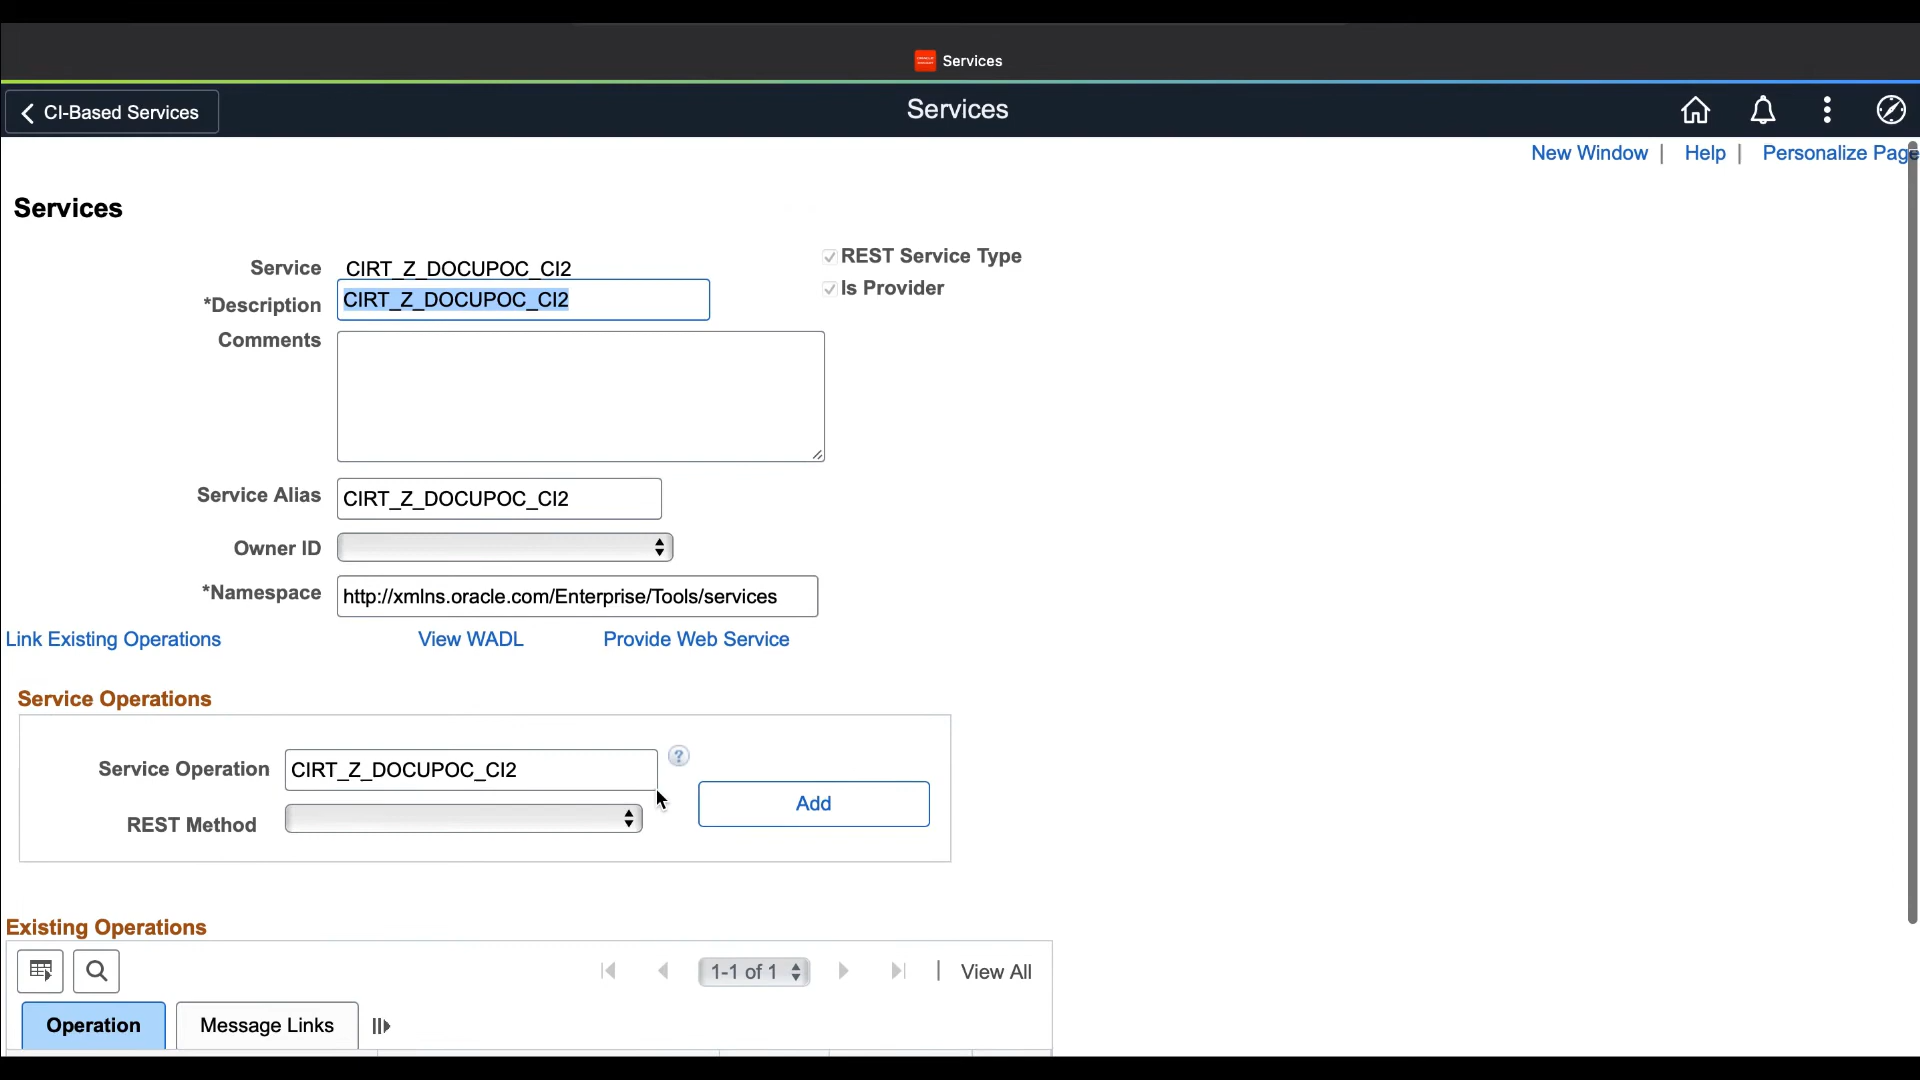 Services
CI-Based Services
Services
New Window | Help | Personalize Page
Services
Service CIRT_Z_DOCUPOC_CI2
REST Service Type
*Description CIRT_Z_DOCUPOC_CI2
Is Provider
Comments
Service Alias CIRT_Z_DOCUPOC_CI2
Owner ID
*Namespace http://xmlns.oracle.com/Enterprise/Tools/services
Link Existing Operations View WADL Provide Web Service
Service Operations
Service Operation CIRT_Z_DOCUPOC_CI2 ?
Add
REST Method
Existing Operations
1-1 of 1 | View All
Operation Message Links